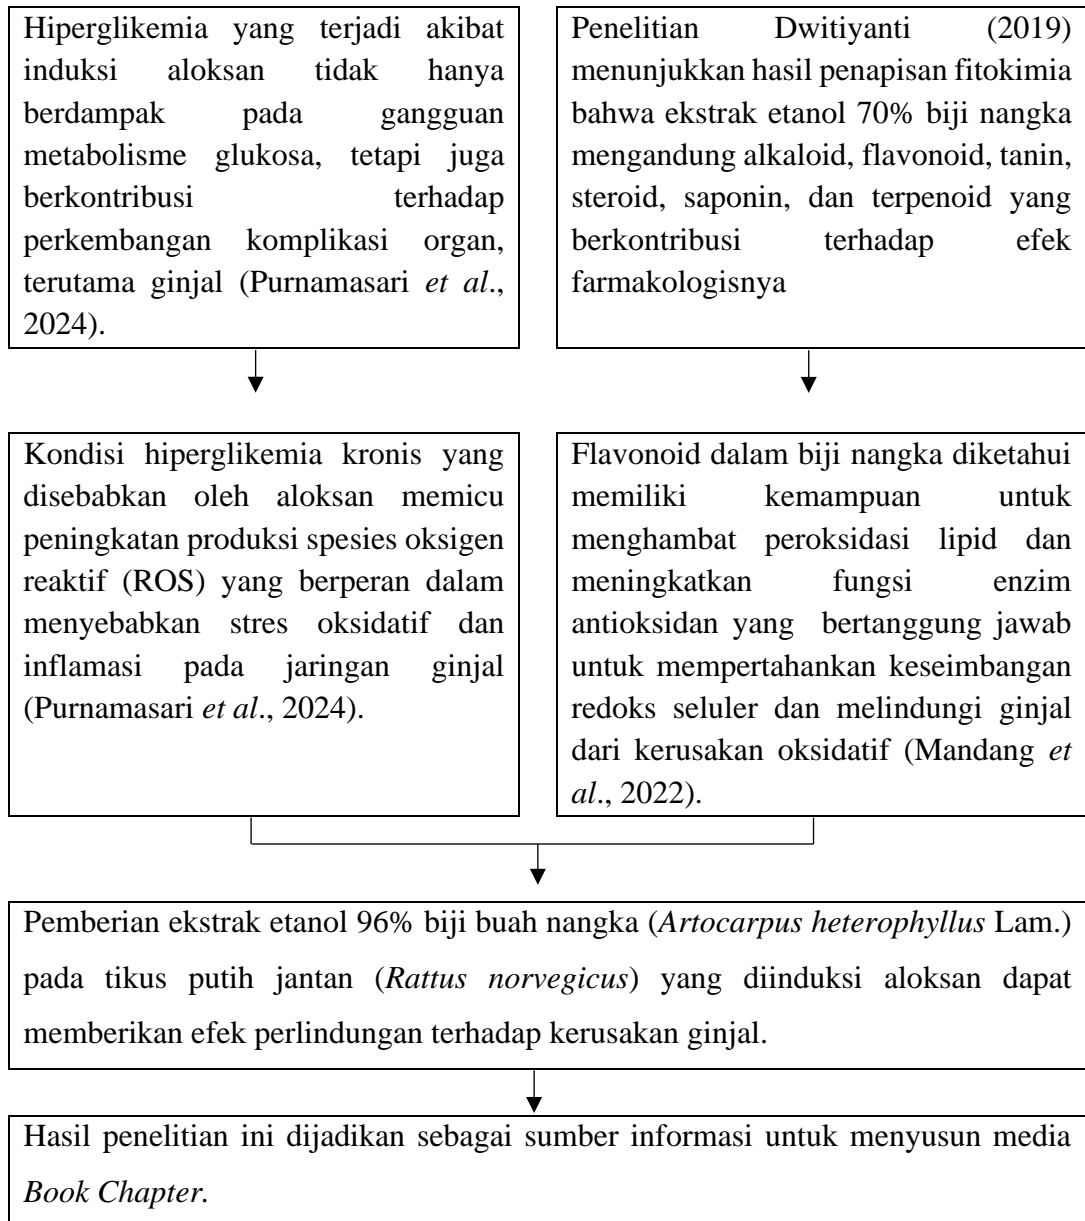 Hiperglikemia yang terjadi akibat
induksi aloksan tidak hanya
berdampak pada gangguan
metabolisme glukosa, tetapi juga
berkontribusi terhadap
perkembangan komplikasi organ,
terutama ginjal (Purnamasari et al.,
2024).
Penelitian Dwitiyanti (2019)
menunjukkan hasil penapisan fitokimia
bahwa ekstrak etanol 70% biji nangka
mengandung alkaloid, flavonoid, tanin,
steroid, saponin, dan terpenoid yang
berkontribusi terhadap efek
farmakologisnya
Kondisi hiperglikemia kronis yang
disebabkan oleh aloksan memicu
peningkatan produksi spesies oksigen
reaktif (ROS) yang berperan dalam
menyebabkan stres oksidatif dan
inflamasi pada jaringan ginjal
(Purnamasari et al., 2024).
Flavonoid dalam biji nangka diketahui
memiliki kemampuan untuk
menghambat peroksidasi lipid dan
meningkatkan fungsi enzim
antioksidan yang bertanggung jawab
untuk mempertahankan keseimbangan
redoks seluler dan melindungi ginjal
dari kerusakan oksidatif (Mandang et
al., 2022).
Pemberian ekstrak etanol 96% biji buah nangka (Artocarpus heterophyllus Lam.)
pada tikus putih jantan (Rattus norvegicus) yang diinduksi aloksan dapat
memberikan efek perlindungan terhadap kerusakan ginjal.
Hasil penelitian ini dijadikan sebagai sumber informasi untuk menyusun media
Book Chapter.